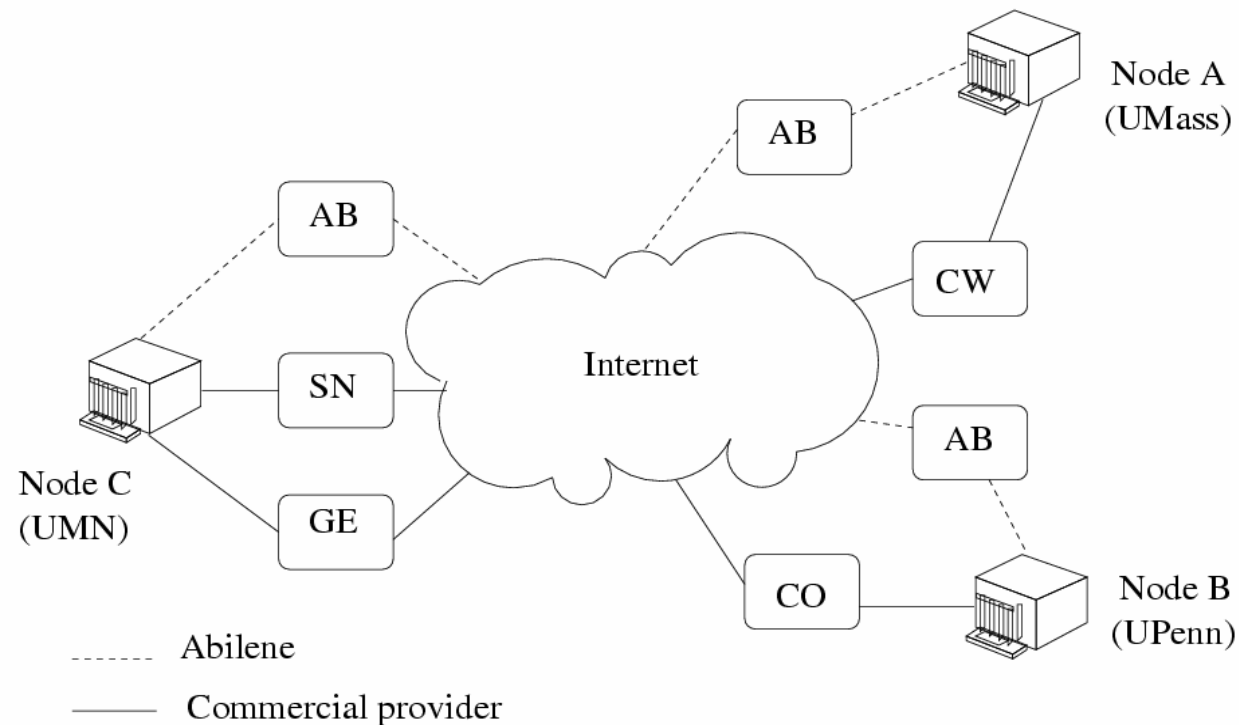 Node A
(UMass)
AB
AB
CW
Internet
SN
AB
Node C
(UMN)
GE
CO
Node B
(UPenn)
Abilene
Commercial provider